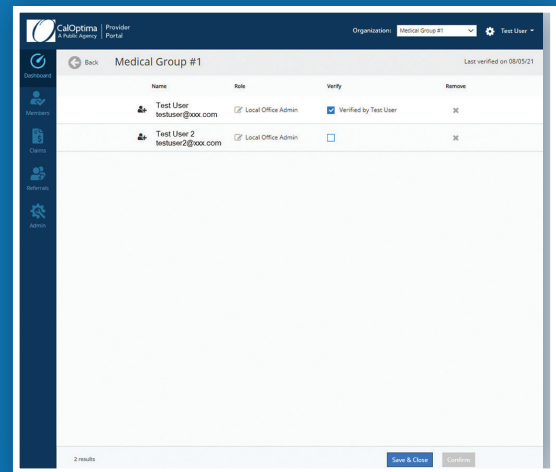 CalOptima Provider
A Public Agency Portal
Organization: Medical Group #1 Test User
Dashboard
Members
Claims
Referrals
Admin
Back Medical Group #1 Last verified on 08/05/21
Name Role Verify Remove
Test User
testuser@xxx.com
Local Office Admin Verified by Test User
Test User 2
testuser2@xxx.com
Local Office Admin
2 results Save & Close Confirm